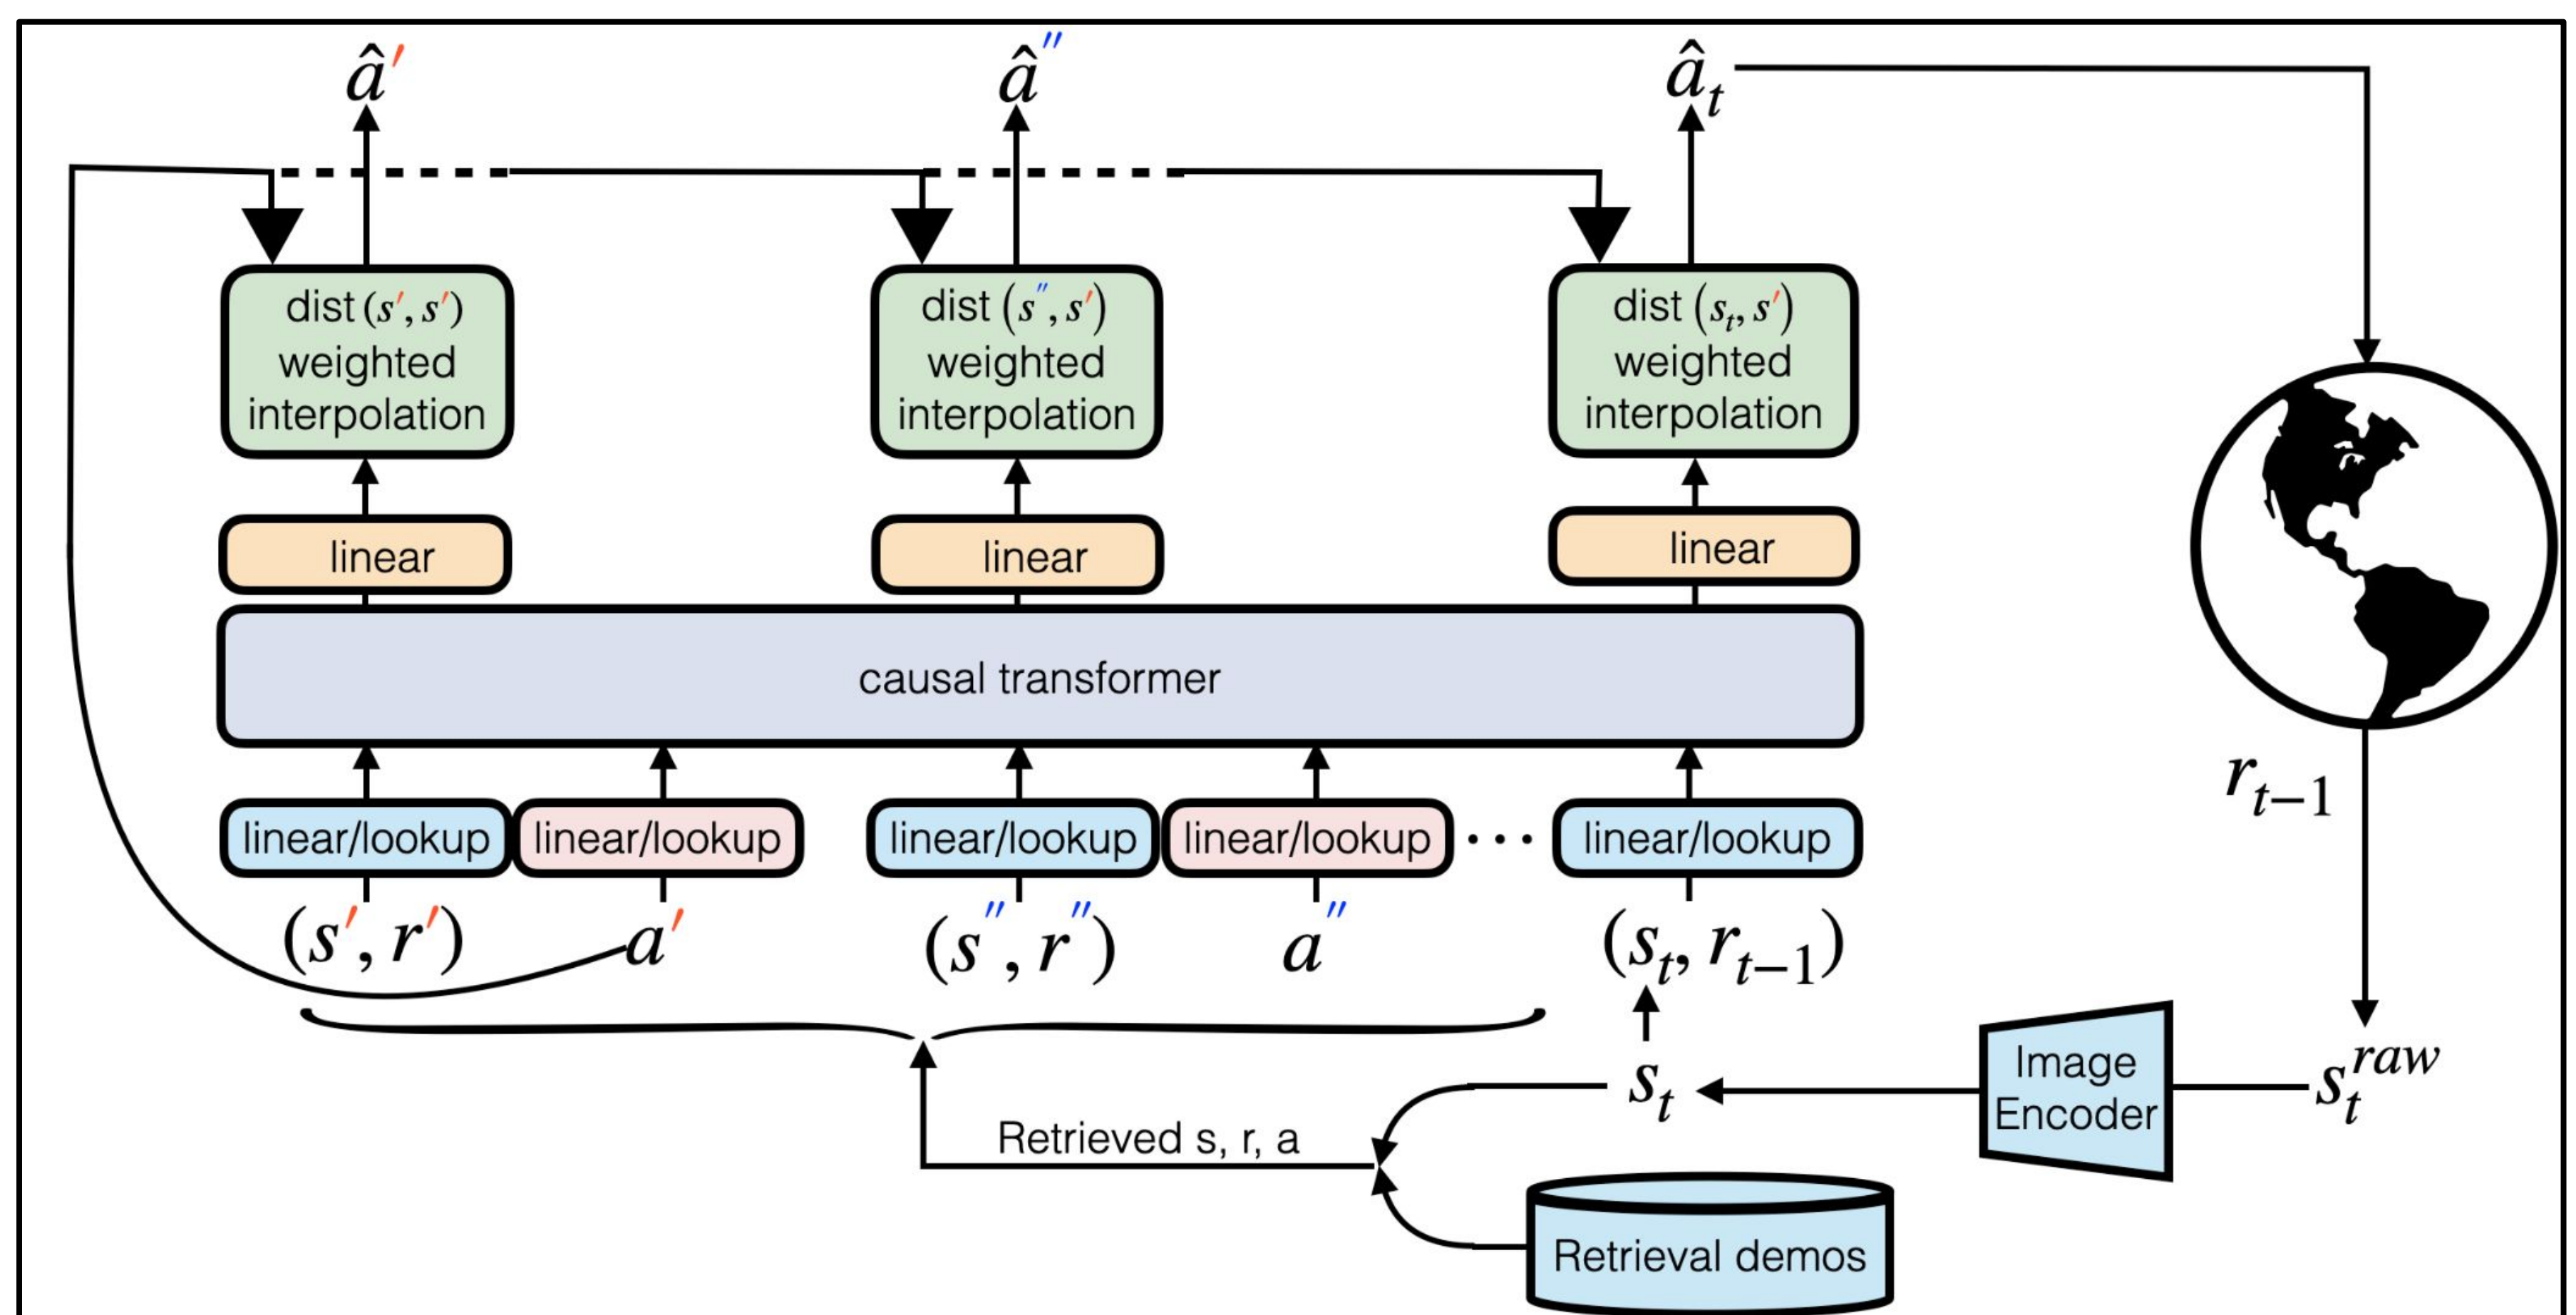 â′ â″ â_t
dist (s′, s′)
weighted
interpolation
dist (s″, s′)
weighted
interpolation
dist (s_t, s′)
weighted
interpolation
linear linear linear
causal transformer
linear/lookup linear/lookup linear/lookup linear/lookup ··· linear/lookup
(s′, r′) a′ (s″, r″) a″ (s_t, r_{t−1})
r_{t−1}
s_t
Image
Encoder
s_t^{raw}
Retrieved s, r, a
Retrieval demos